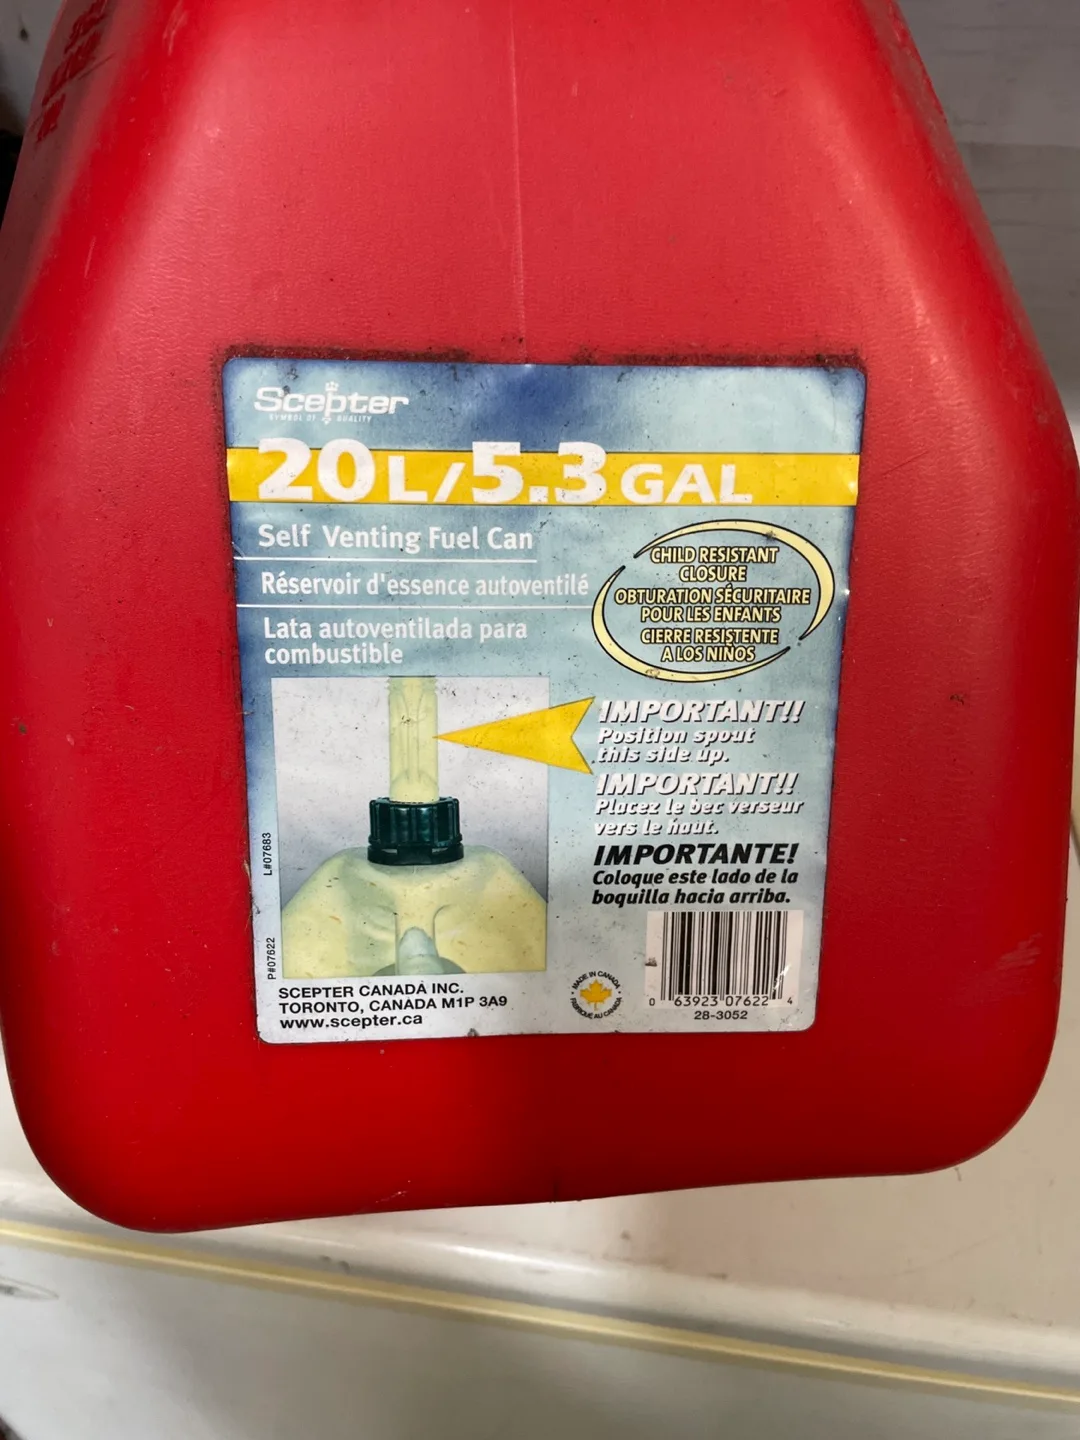 Scepter
SYMBOL OF QUALITY
20L/5.3 GAL
Self Venting Fuel Can
Réservoir d'essence autoventilé
Lata autoventilada para
combustible
CHILD RESISTANT
CLOSURE
OBTURATION SÉCURITAIRE
POUR LES ENFANTS
CIERRE RESISTENTE
A LOS NIÑOS
IMPORTANT!!
Position spout
this side up.
IMPORTANT!!
Placez le bec verseur
vers le haut.
IMPORTANTE!
Coloque este lado de la
boquilla hacia arriba.
L#07683
P#07622
SCEPTER CANADA INC.
TORONTO, CANADA M1P 3A9
www.scepter.ca
MADE IN CANADA
FABRIQUÉ AU CANADA
0 63923 07622 4
28-3052